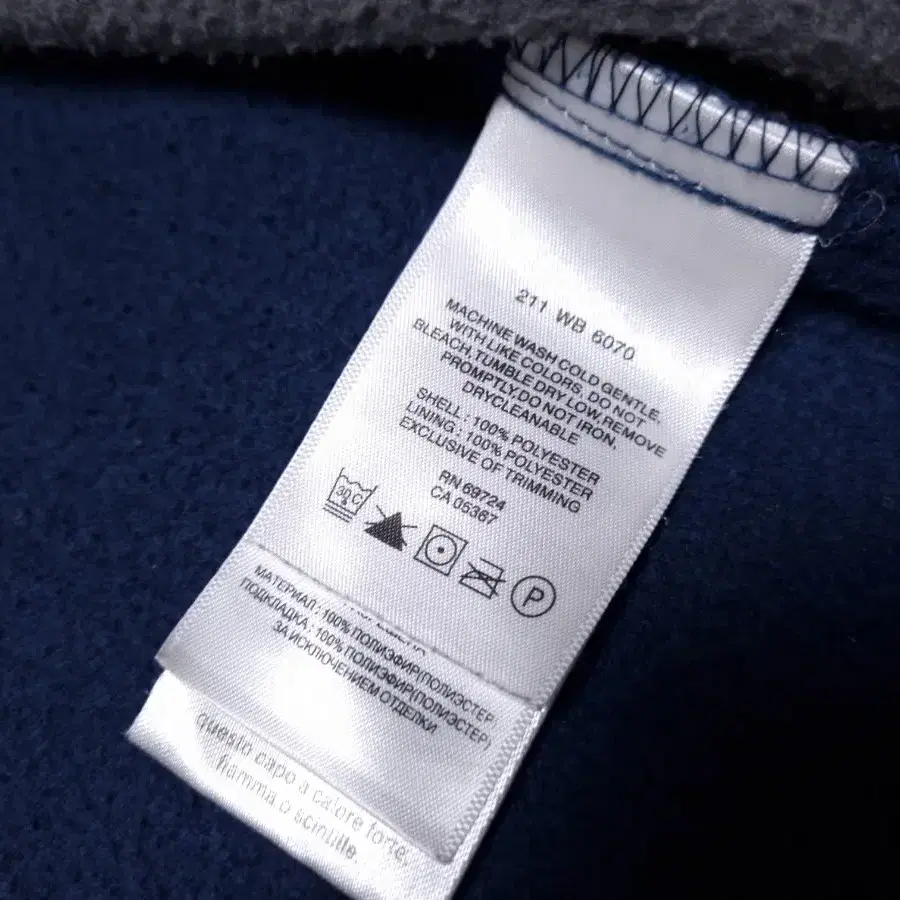 211 WB 6070
MACHINE WASH COLD GENTLE,
WITH LIKE COLORS, DO NOT
BLEACH,TUMBLE DRY LOW,REMOVE
PROMPTLY,DO NOT IRON,
DRYCLEANABLE
SHELL : 100% POLYESTER
LINING : 100% POLYESTER
EXCLUSIVE OF TRIMMING
RN 69724
CA 05367
30 C
P
МАТЕРИАЛ : 100% ПОЛИЭФИР(ПОЛИЭСТЕР
ПОДКЛАДКА : 100% ПОЛИЭФИР(ПОЛИЭСТЕР)
ЗА ИСКЛЮЧЕНИЕМ ОТДЕЛКИ
questo capo a calore forte,
fiamma o scintille.